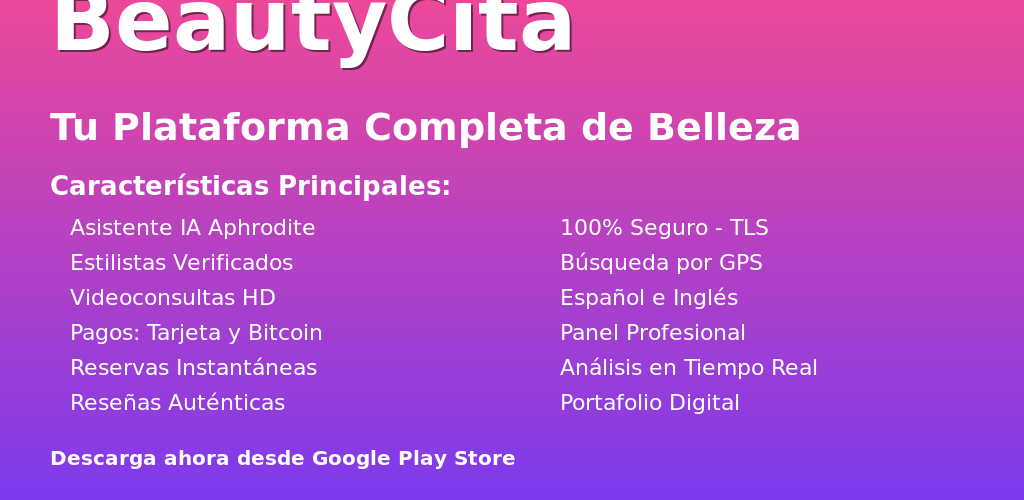 BeautyCita
Tu Plataforma Completa de Belleza
Características Principales:
Asistente IA Aphrodite
Estilistas Verificados
Videoconsultas HD
Pagos: Tarjeta y Bitcoin
Reservas Instantáneas
Reseñas Auténticas
100% Seguro - TLS
Búsqueda por GPS
Español e Inglés
Panel Profesional
Análisis en Tiempo Real
Portafolio Digital
Descarga ahora desde Google Play Store